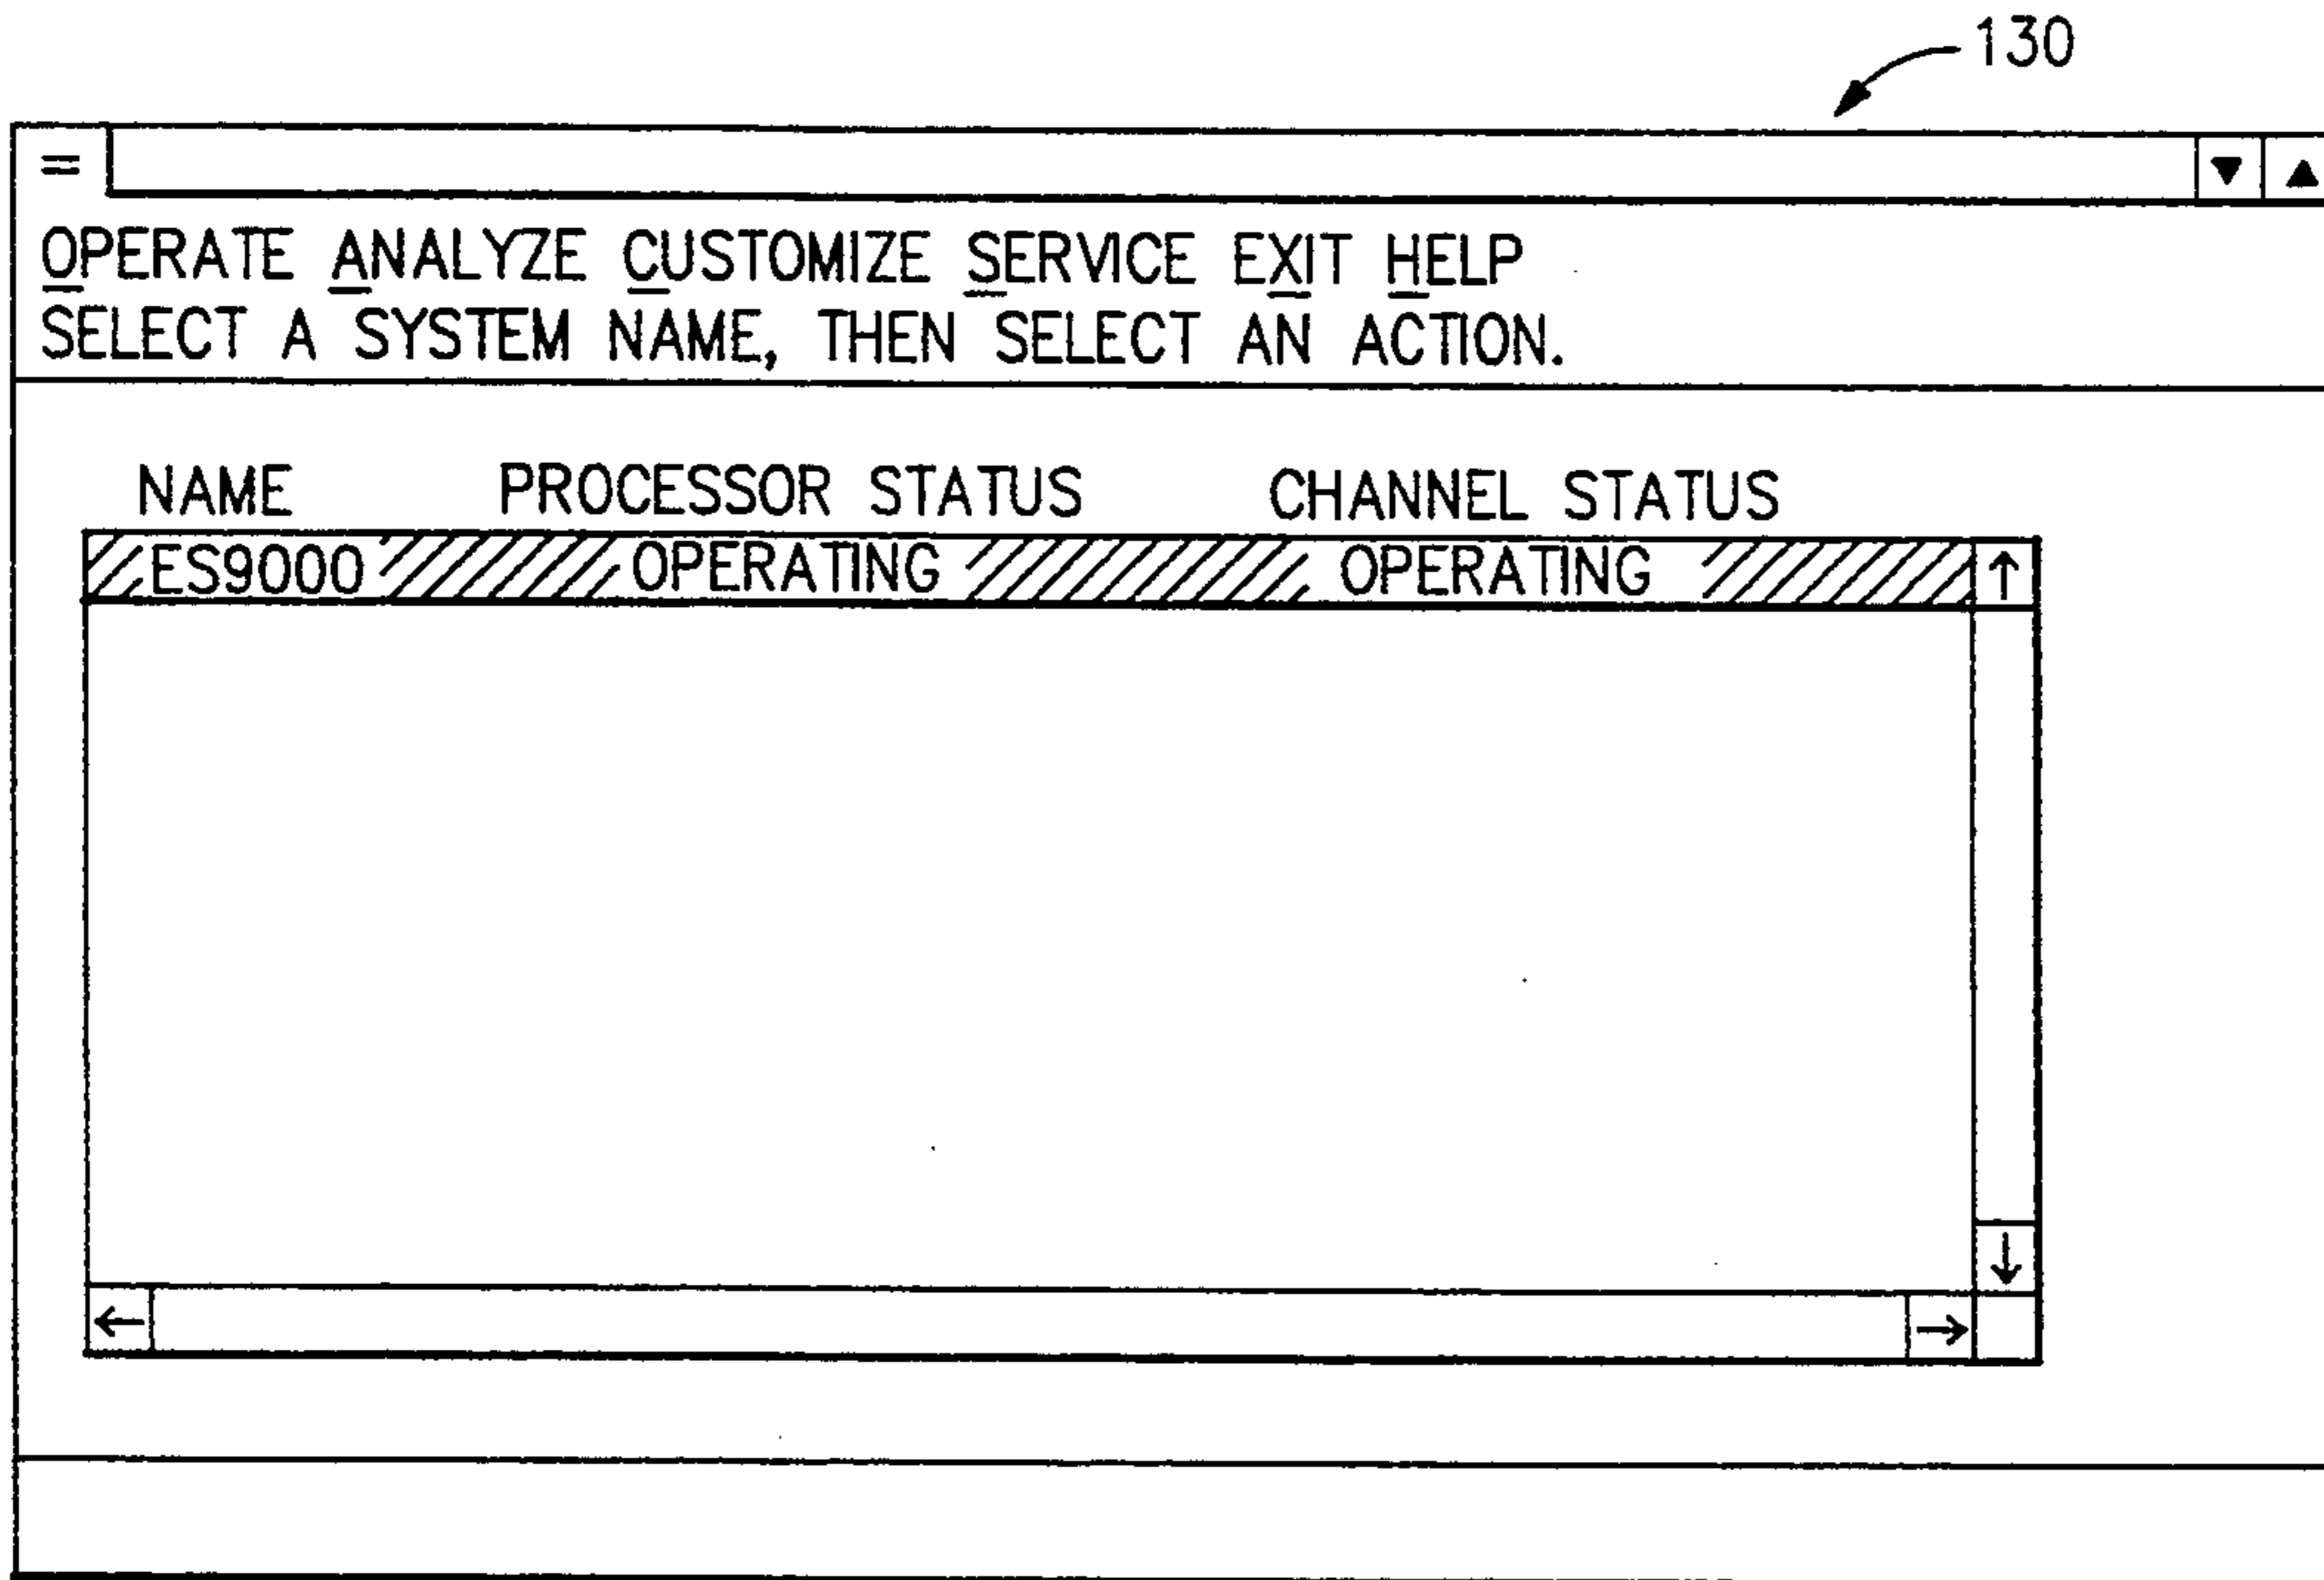 130
OPERATE ANALYZE CUSTOMIZE SERVICE EXIT HELP
SELECT A SYSTEM NAME, THEN SELECT AN ACTION.
NAME PROCESSOR STATUS CHANNEL STATUS
ES9000 OPERATING OPERATING